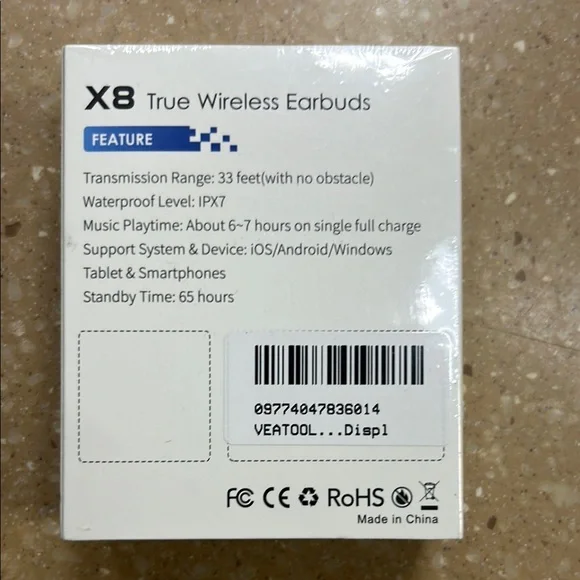 X8 True Wireless Earbuds
FEATURE
Transmission Range: 33 feet(with no obstacle)
Waterproof Level: IPX7
Music Playtime: About 6~7 hours on single full charge
Support System & Device: iOS/Android/Windows
Tablet & Smartphones
Standby Time: 65 hours
09774047836014
VEATOOL...Displ
FC CE RoHS
Made in China